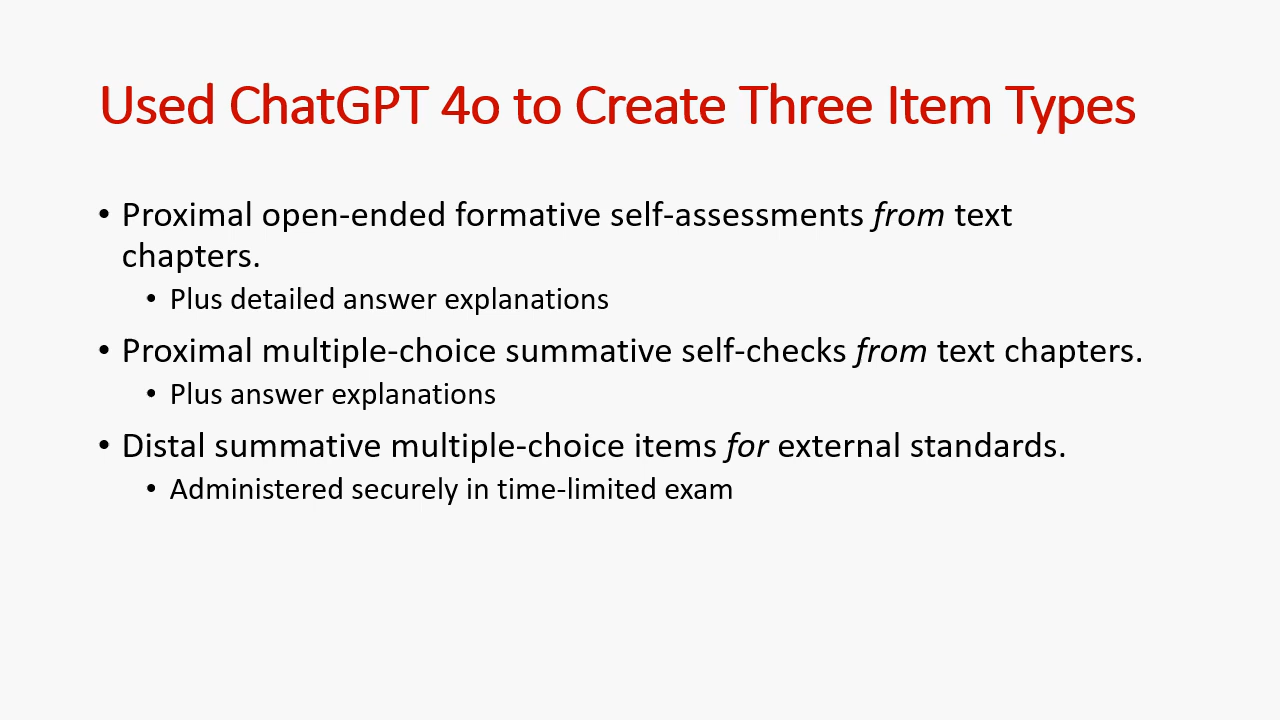 Used ChatGPT 4o to Create Three Item Types
• Proximal open-ended formative self-assessments from text
chapters.
• Plus detailed answer explanations
• Proximal multiple-choice summative self-checks from text chapters.
• Plus answer explanations
• Distal summative multiple-choice items for external standards.
• Administered securely in time-limited exam